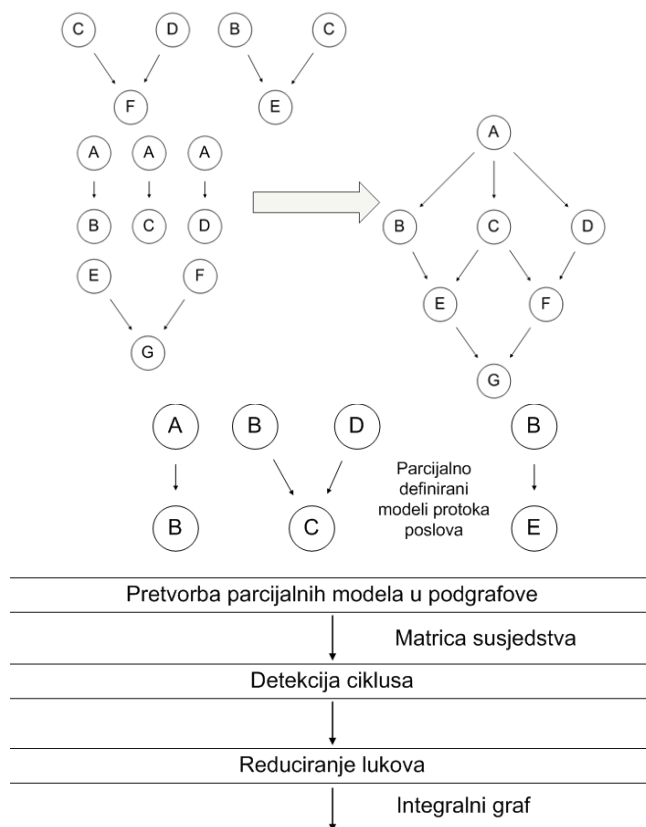 C D B C
F E
A A A
A
B C D
B C D
E F
E F
G
G
A B D B
Parcijalno
definirani
modeli protoka
poslova
B C E
Pretvorba parcijalnih modela u podgrafove
Matrica susjedstva
Detekcija ciklusa
Reduciranje lukova
Integralni graf